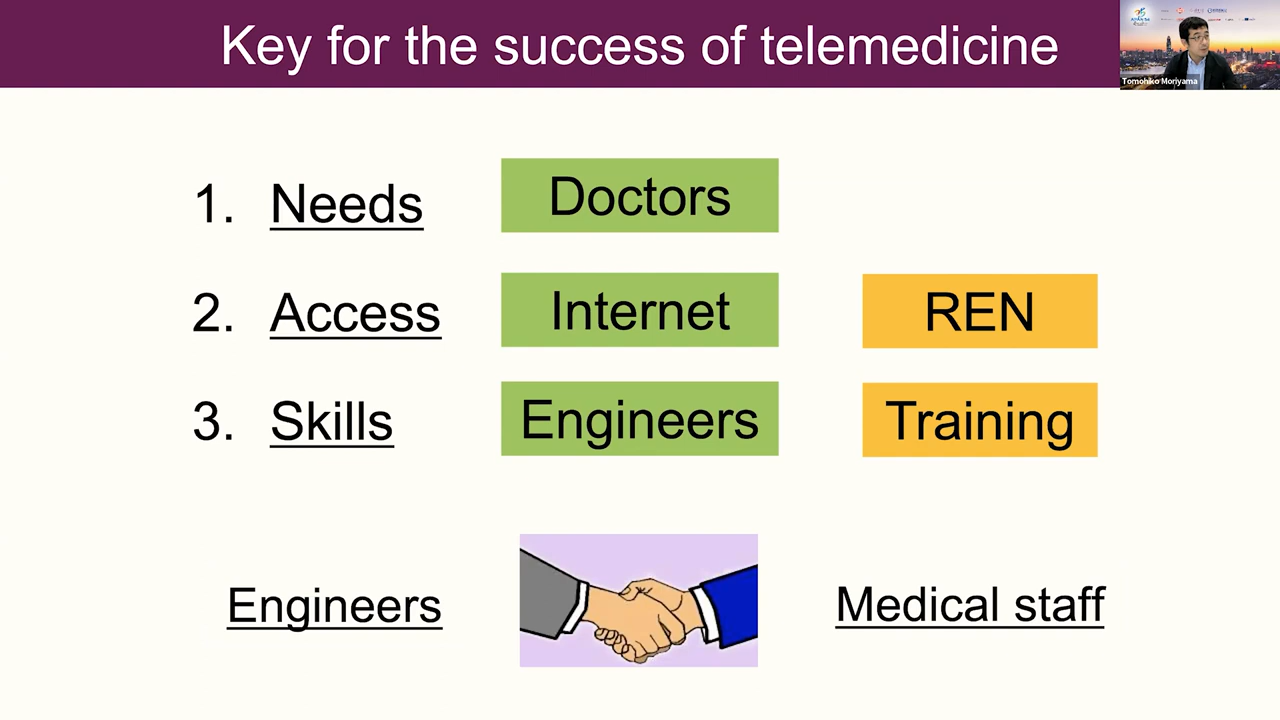 Key for the success of telemedicine
Tomohiko Moriyama
1. Needs Doctors
2. Access Internet REN
3. Skills Engineers Training
Engineers Medical staff